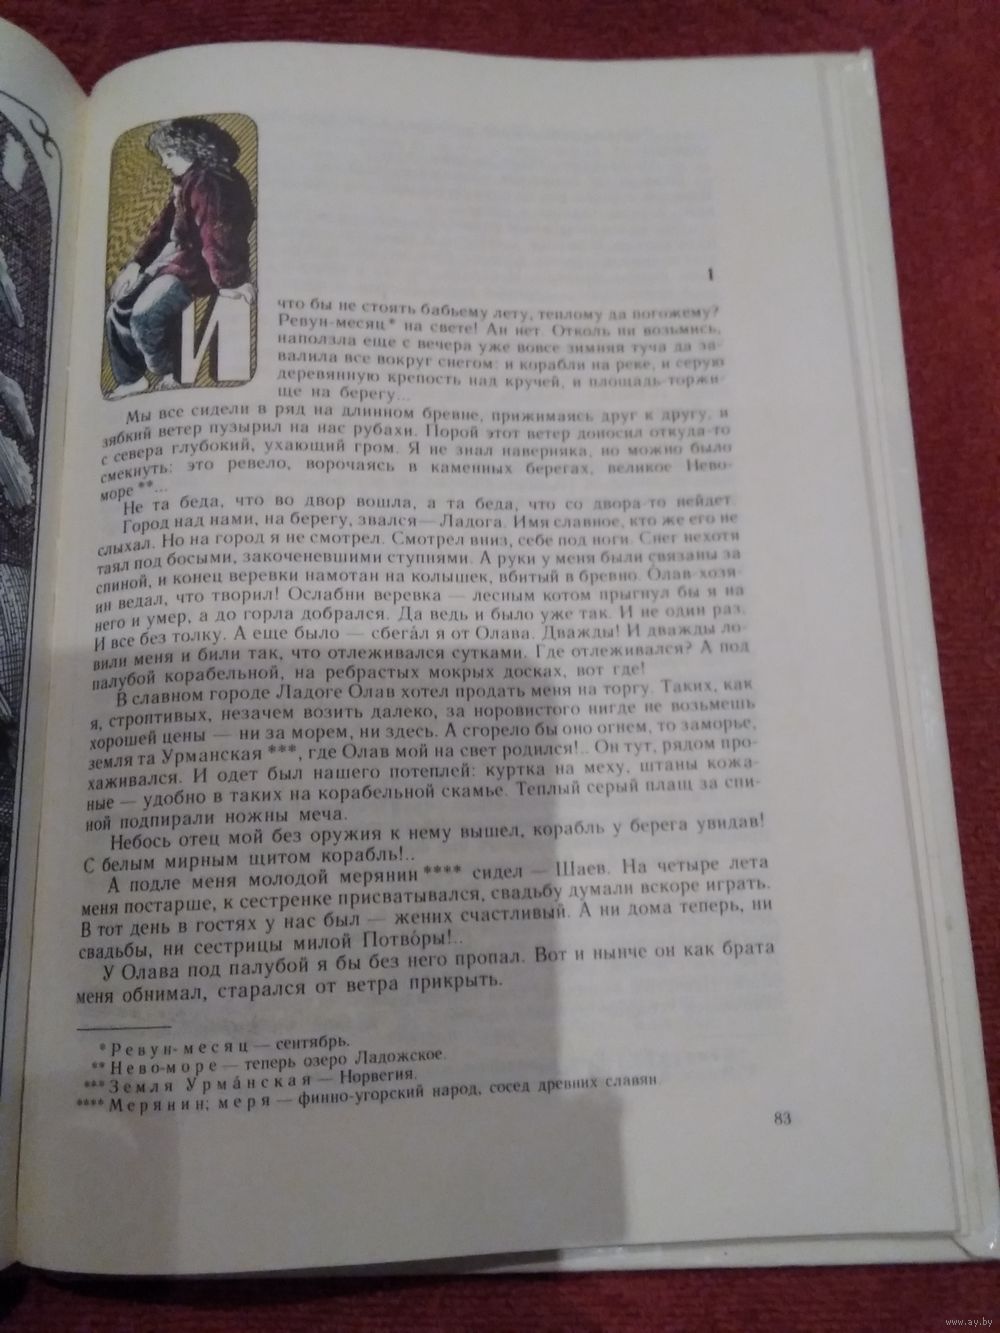 1
И
что бы не стоять бабьему лету, теплому да погожему?
Ревун-месяц* на свете! Ан нет. Отколь ни возьмись,
наползла еще с вечера уже вовсе зимняя туча да за-
валила все вокруг снегом: и корабли на реке, и серую
деревянную крепость над кручей, и площадь-торжи-
ще на берегу...
Мы все сидели в ряд на длинном бревне, прижимаясь друг к другу, и
зябкий ветер пузырил на нас рубахи. Порой этот ветер доносил откуда-то
с севера глубокий, ухающий гром. Я не знал наверняка, но можно было
смекнуть: это ревело, ворочаясь в каменных берегах, великое Нево-
море**...
Не та беда, что во двор вошла, а та беда, что со двора-то нейдет.
Город над нами, на берегу, звался — Ладога. Имя славное, кто же его не
слыхал. Но на город я не смотрел. Смотрел вниз, себе под ноги. Снег нехотя
таял под босыми, закоченевшими ступнями. А руки у меня были связаны за
спиной, и конец веревки намотан на колышек, вбитый в бревно. Олав-хозя-
ин ведал, что творил! Ослабни веревка — лесным котом прыгнул бы я на
него и умер, а до горла добрался. Да ведь и было уже так. И не один раз.
И все без толку. А еще было — сбега́л я от Олава. Дважды! И дважды ло-
вили меня и били так, что отлеживался сутками. Где отлеживался? А под
палубой корабельной, на ребрастых мокрых досках, вот где!
В славном городе Ладоге Олав хотел продать меня на торгу. Таких, как
я, строптивых, незачем возить далеко, за норовистого нигде не возьмешь
хорошей цены — ни за морем, ни здесь. А сгорело бы оно огнем, то заморье,
земля та Урманская***, где Олав мой на свет родился!.. Он тут, рядом про-
хаживался. И одет был нашего потеплей: куртка на меху, штаны кожа-
ные — удобно в таких на корабельной скамье. Теплый серый плащ за спи-
ной подпирали ножны меча.
Небось отец мой без оружия к нему вышел, корабль у берега увидав!
С белым мирным щитом корабль!..
А подле меня молодой мерянин**** сидел — Шаев. На четыре лета
меня постарше, к сестренке присватывался, свадьбу думали вскоре играть.
В тот день в гостях у нас был — жених счастливый. А ни дома теперь, ни
свадьбы, ни сестрицы милой Потво́ры!..
У Олава под палубой я бы без него пропал. Вот и нынче он как брата
меня обнимал, старался от ветра прикрыть.
* Ревун-месяц — сентябрь.
** Нево-море — теперь озеро Ладожское.
*** Земля Урма́нская — Норвегия.
**** Мерянин; меря — финно-угорский народ, сосед древних славян.
83
www.ay.by